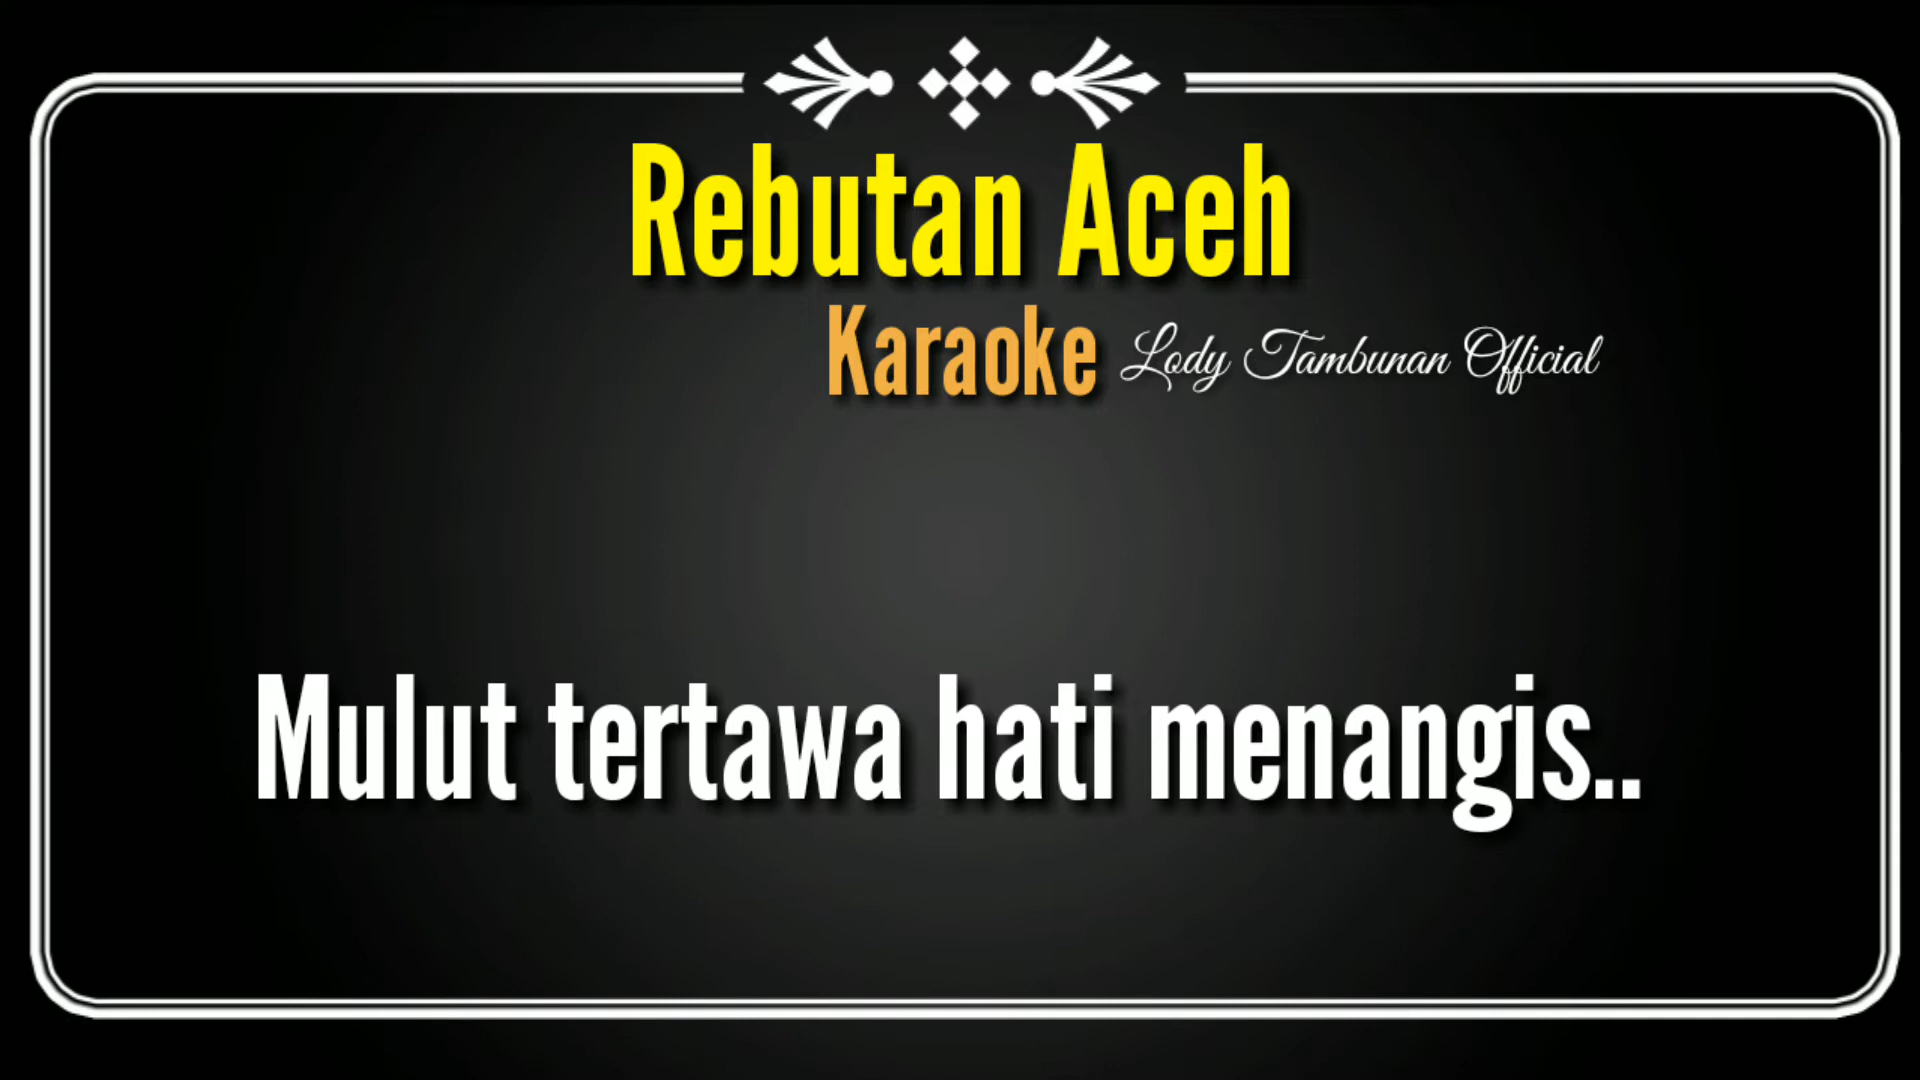 Rebutan Aceh
Karaoke Lody Tambunan Official
Mulut tertawa hati menangis..